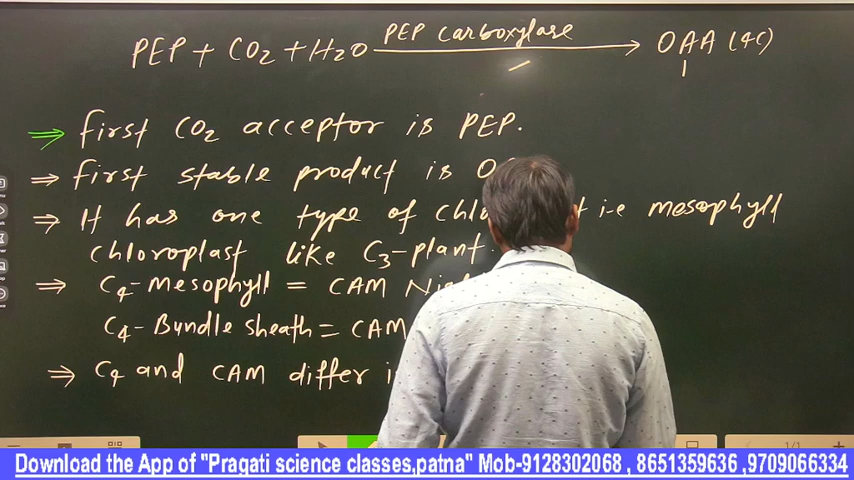 PEP + CO2 + H2O PEP carboxylase OAA (4C)
⇒ first CO2 acceptor is PEP.
⇒ first stable product is
⇒ It has one type of i.e mesophyll
chloroplast like C3-plant.
⇒ C4-Mesophyll = CAM
C4-Bundle sheath = CAM
⇒ C4 and CAM differ
1/1
Download the App of "Pragati science classes,patna" Mob-9128302068 , 8651359636 ,9709066334